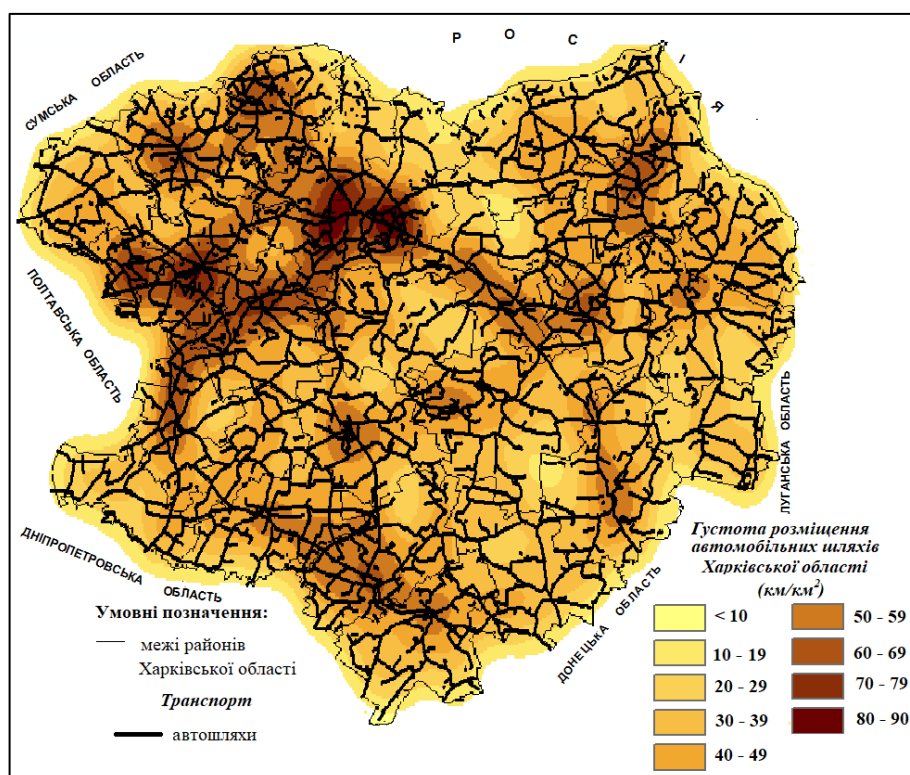 Р О С І Я
СУМСЬКА ОБЛАСТЬ
ПОЛТАВСЬКА ОБЛАСТЬ
ЛУГАНСЬКА ОБЛАСТЬ
ДНІПРОПЕТРОВСЬКА ОБЛАСТЬ
ДОНЕЦЬКА ОБЛАСТЬ
Умовні позначення:
межі районів
Харківської області
Транспорт
автошляхи
Густота розміщення
автомобільних шляхів
Харківської області
(км/км²)
< 10
10 - 19
20 - 29
30 - 39
40 - 49
50 - 59
60 - 69
70 - 79
80 - 90